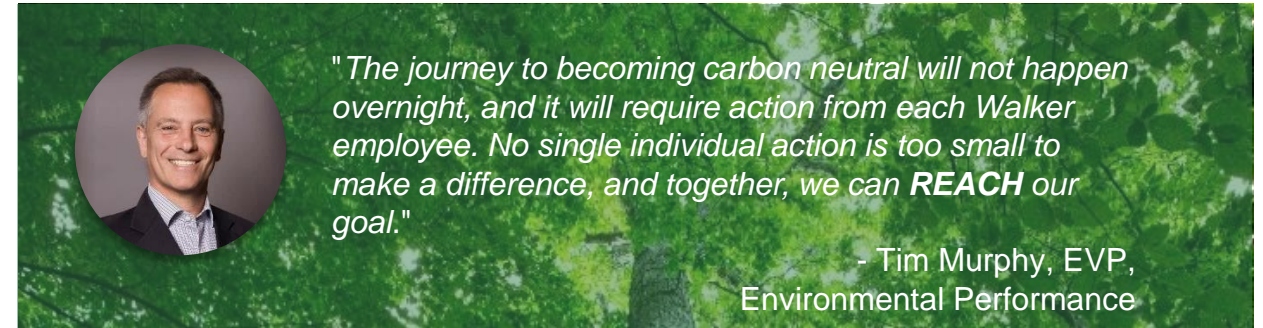 "The journey to becoming carbon neutral will not happen
overnight, and it will require action from each Walker
employee. No single individual action is too small to
make a difference, and together, we can REACH our
goal."
- Tim Murphy, EVP,
Environmental Performance